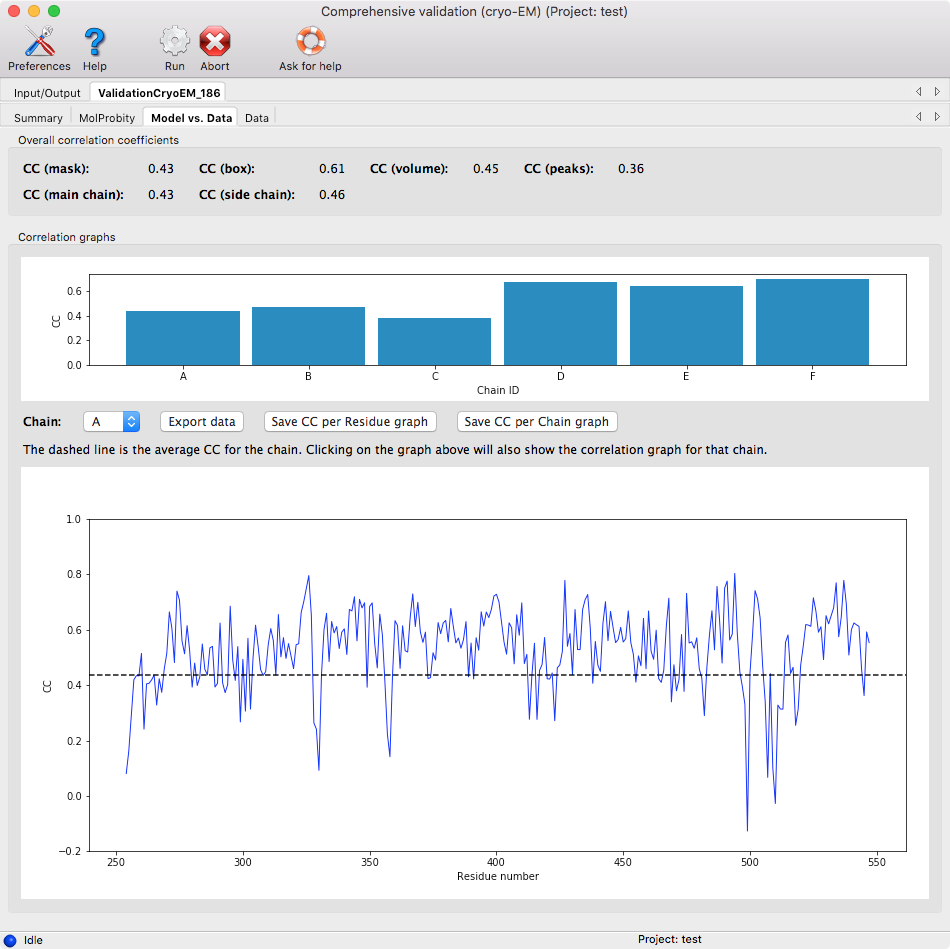 Comprehensive validation (cryo-EM) (Project: test)
Preferences Help Run Abort Ask for help
Input/Output ValidationCryoEM_186
Summary MolProbity Model vs. Data Data
Overall correlation coefficients
CC (mask): 0.43 CC (box): 0.61 CC (volume): 0.45 CC (peaks): 0.36
CC (main chain): 0.43 CC (side chain): 0.46
Correlation graphs
0.6
0.4
0.2
0.0
CC
A B C D E F
Chain ID
Chain: A Export data Save CC per Residue graph Save CC per Chain graph
The dashed line is the average CC for the chain. Clicking on the graph above will also show the correlation graph for that chain.
1.0
0.8
0.6
0.4
0.2
0.0
−0.2
CC
250 300 350 400 450 500 550
Residue number
Idle Project: test